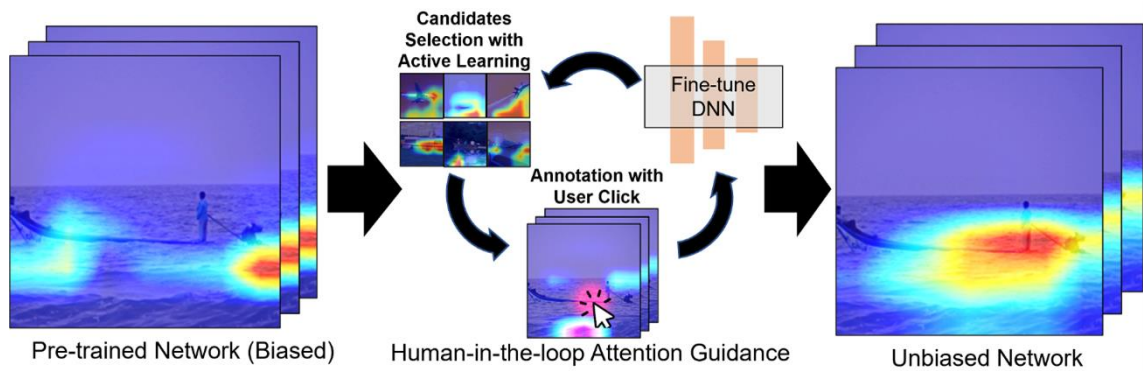 Candidates
Selection with
Active Learning
Fine-tune
DNN
Annotation with
User Click
Pre-trained Network (Biased)
Human-in-the-loop Attention Guidance
Unbiased Network